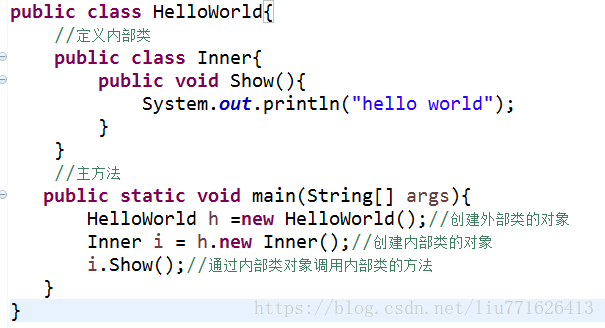 public class HelloWorld{
//定义内部类
public class Inner{
public void Show(){
System.out.println("hello world");
}
}
//主方法
public static void main(String[] args){
HelloWorld h =new HelloWorld();//创建外部类的对象
Inner i = h.new Inner();//创建内部类的对象
i.Show();//通过内部类对象调用内部类的方法
}
}
https://blog.csdn.net/liu771626413